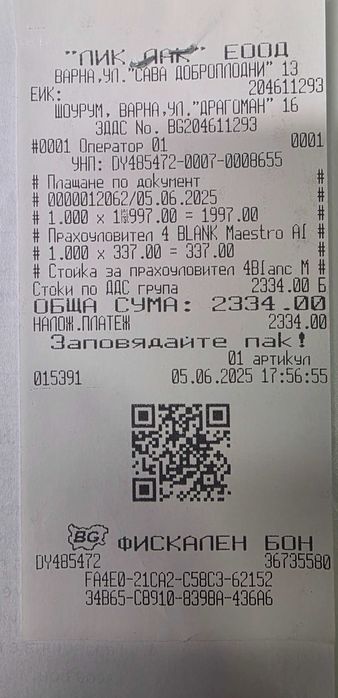 "ПИК ЛАК" ЕООД
ВАРНА,УЛ."САВА ДОБРОПЛОДНИ" 13
ЕИК: 204611293
ШОУРУМ, ВАРНА,УЛ."ДРАГОМАН" 16
ЗДДС No. BG204611293
#0001 Оператор 01 0001
УНП: DY485472-0007-0008655
# Плащане по документ #
# 0000012062/05.06.2025 #
# 1.000 x 1997.00 = 1997.00 #
# Прахоуловител 4 BLANK Maestro AI #
# 1.000 x 337.00 = 337.00 #
# Стойка за прахоуловител 4Blanc M #
Стоки по ДДС група 2334.00 Б
ОБЩА СУМА: 2334.00
НАЛОЖ.ПЛАТЕЖ 2334.00
Заповядайте пак!
01 артикул
015391 05.06.2025 17:56:55
BG ФИСКАЛЕН БОН
DY485472 36735580
FA4E0-21CA2-C58C3-62152
34B65-C8910-839BA-436A6